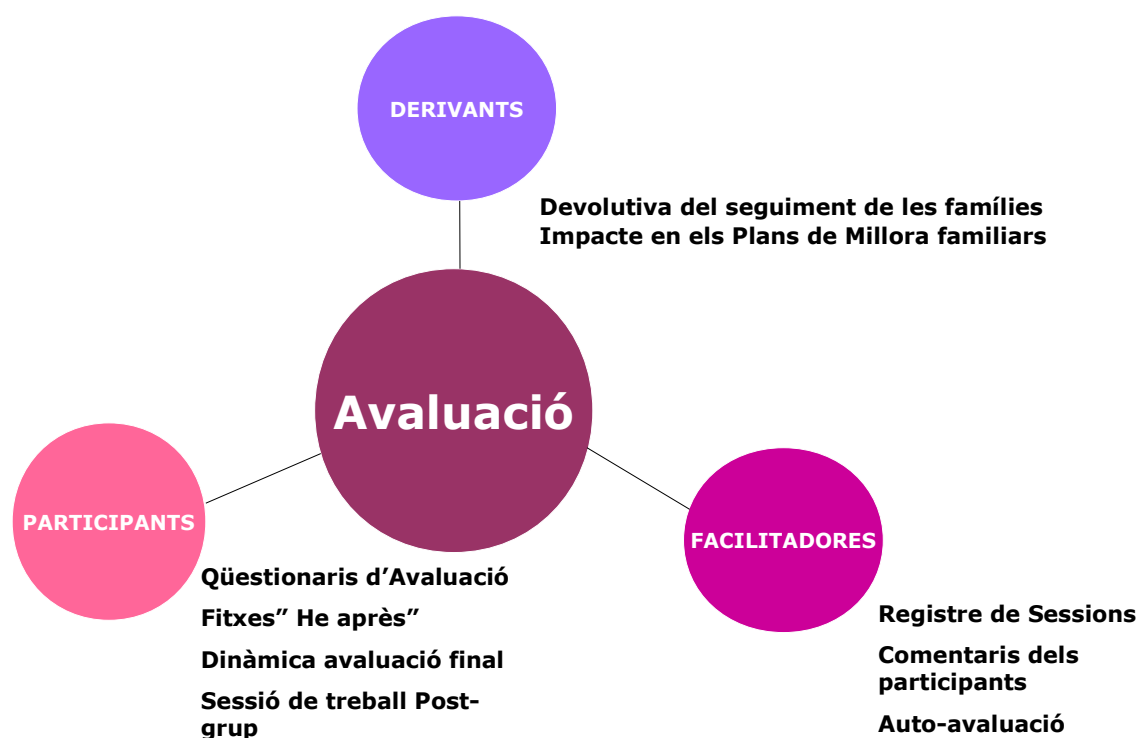 DERIVANTS
Devolutiva del seguiment de les famílies
Impacte en els Plans de Millora familiars
Avaluació
PARTICIPANTS
FACILITADORES
Qüestionaris d’Avaluació
Fitxes” He après”
Dinàmica avaluació final
Sessió de treball Post-
grup
Registre de Sessions
Comentaris dels
participants
Auto-avaluació